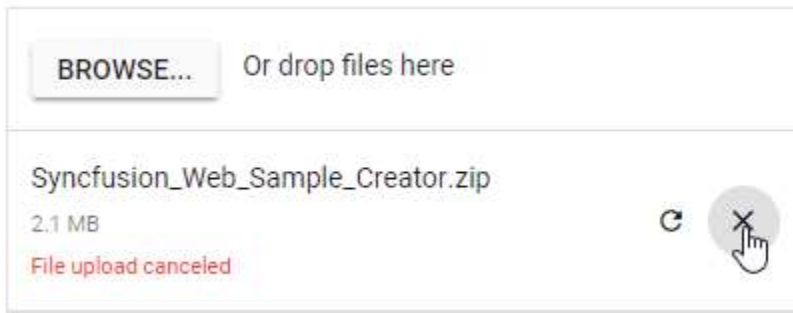 BROWSE... Or drop files here
Syncfusion_Web_Sample_Creator.zip
2.1 MB
File upload canceled